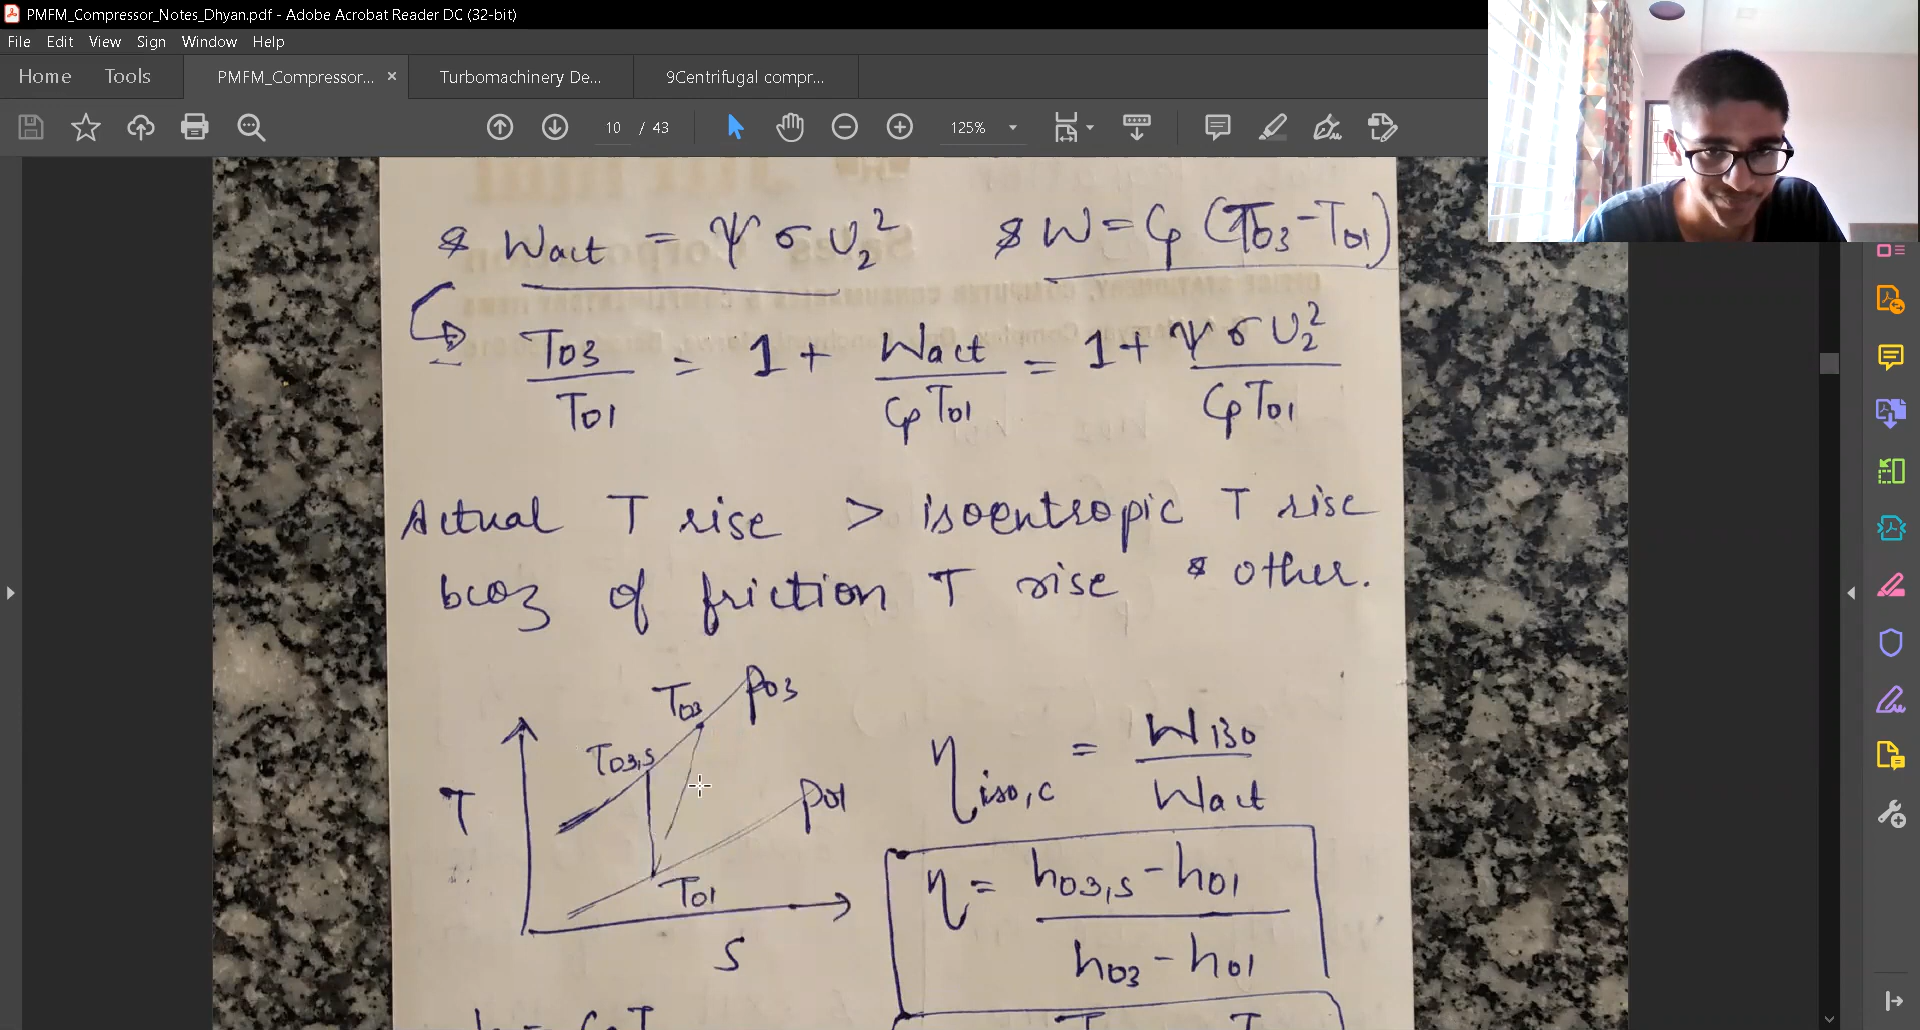 PMFM_Compressor_Notes_Dhyan.pdf - Adobe Acrobat Reader DC (32-bit)
File Edit View Sign Window Help
Home Tools PMFM_Compressor... × Turbomachinery De... 9Centrifugal compr...
10 / 43 125%
* Wact = ψ σ U₂² * W = Cp (T03 - T01)
T03/T01 = 1 + Wact/CpT01 = 1 + ψ σ U₂²/CpT01
Actual T rise > isoentropic T rise
bcoz of friction T rise & other.
T03 P03
T03,s
T
P01
T01
S
η iso,c = Wiso/Wact
η = h03,s - h01/h03 - h01